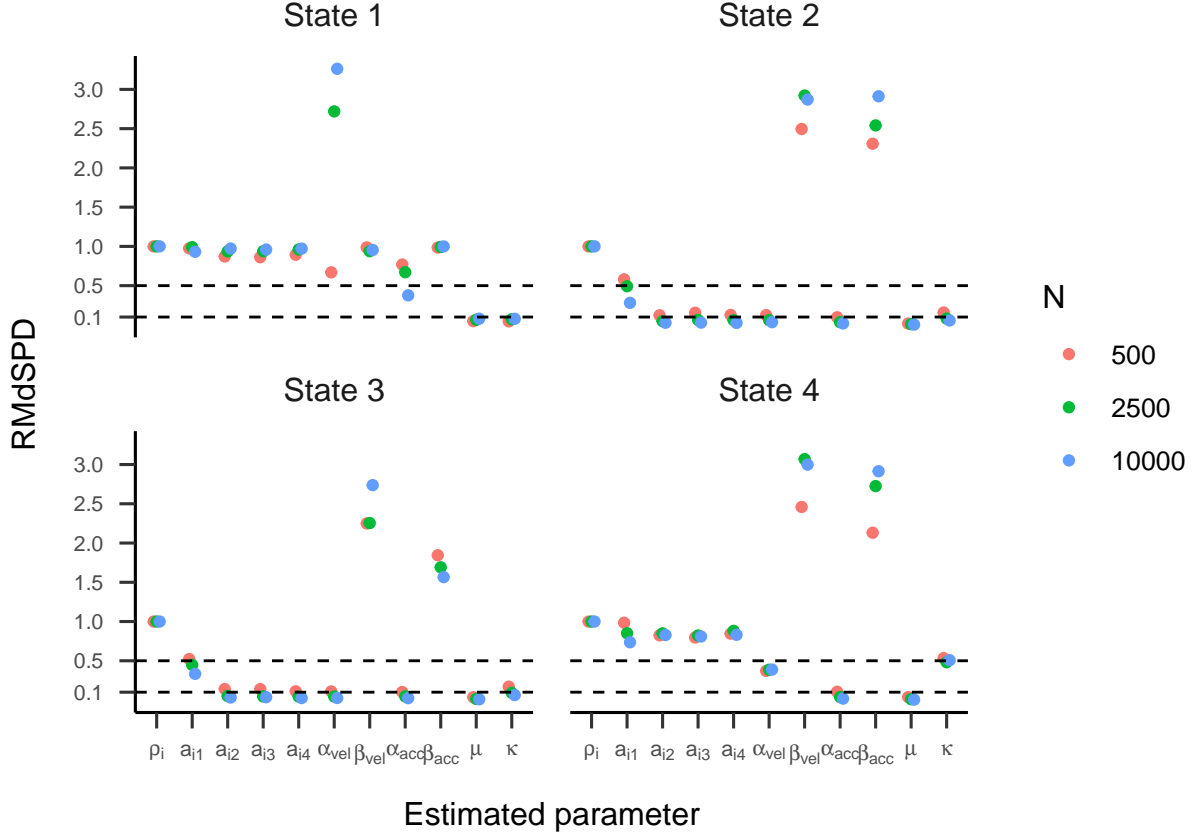 State 1
State 2
3.0
2.5
2.0
1.5
1.0
0.5
0.1
State 3
State 4
3.0
2.5
2.0
1.5
1.0
0.5
0.1
RMdSPD
ρi ai1 ai2 ai3 ai4 αvel βvel αacc βacc μ κ
ρi ai1 ai2 ai3 ai4 αvel βvel αacc βacc μ κ
Estimated parameter
N
500
2500
10000